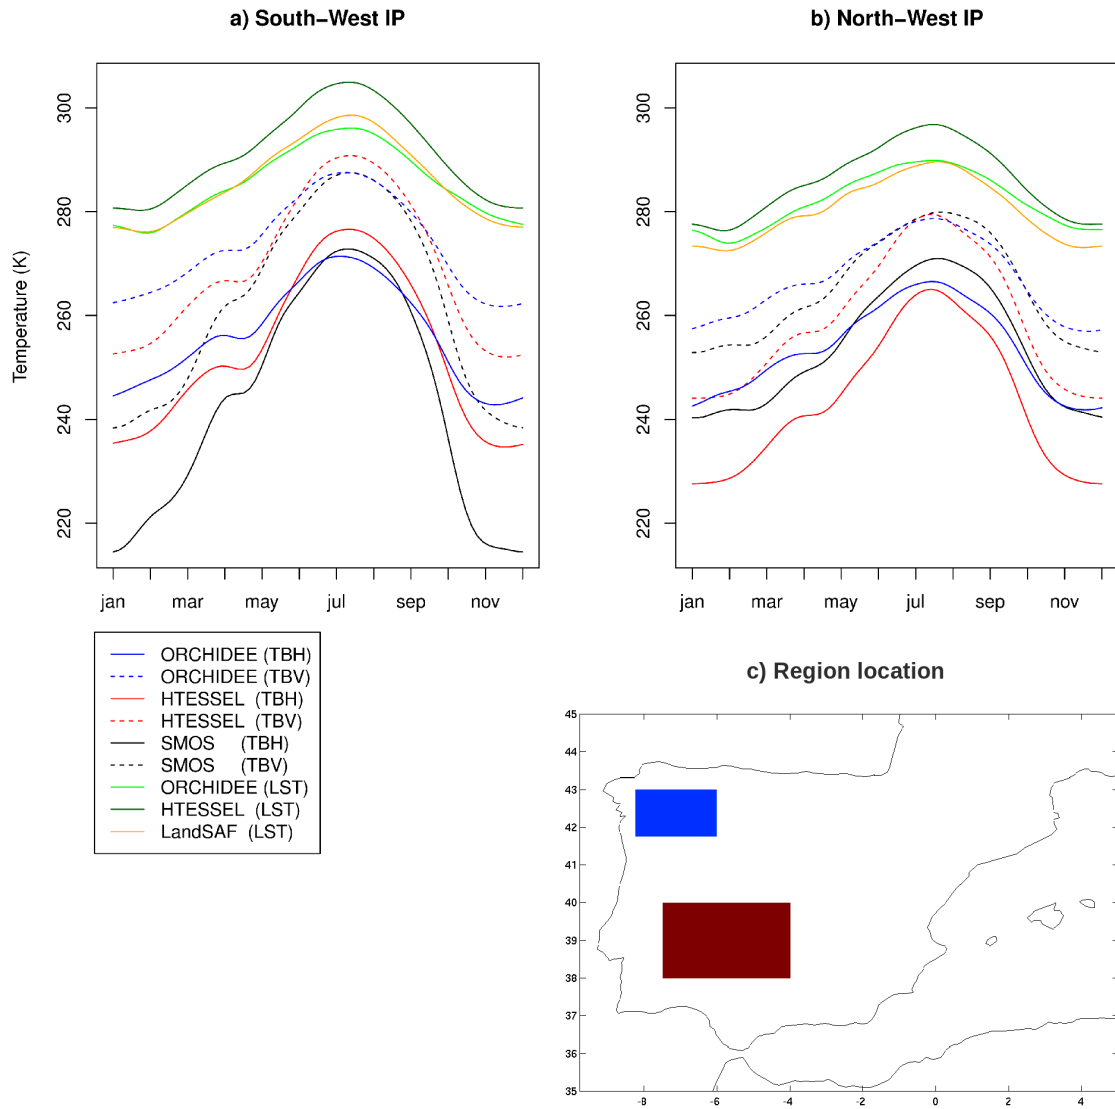 a) South−West IP
b) North−West IP
Temperature (K)
300
280
260
240
220
jan mar may jul sep nov
300
280
260
240
220
jan mar may jul sep nov
ORCHIDEE (TBH)
ORCHIDEE (TBV)
HTESSEL (TBH)
HTESSEL (TBV)
SMOS (TBH)
SMOS (TBV)
ORCHIDEE (LST)
HTESSEL (LST)
LandSAF (LST)
c) Region location
45
44
43
42
41
40
39
38
37
36
35
-8 -6 -4 -2 0 2 4